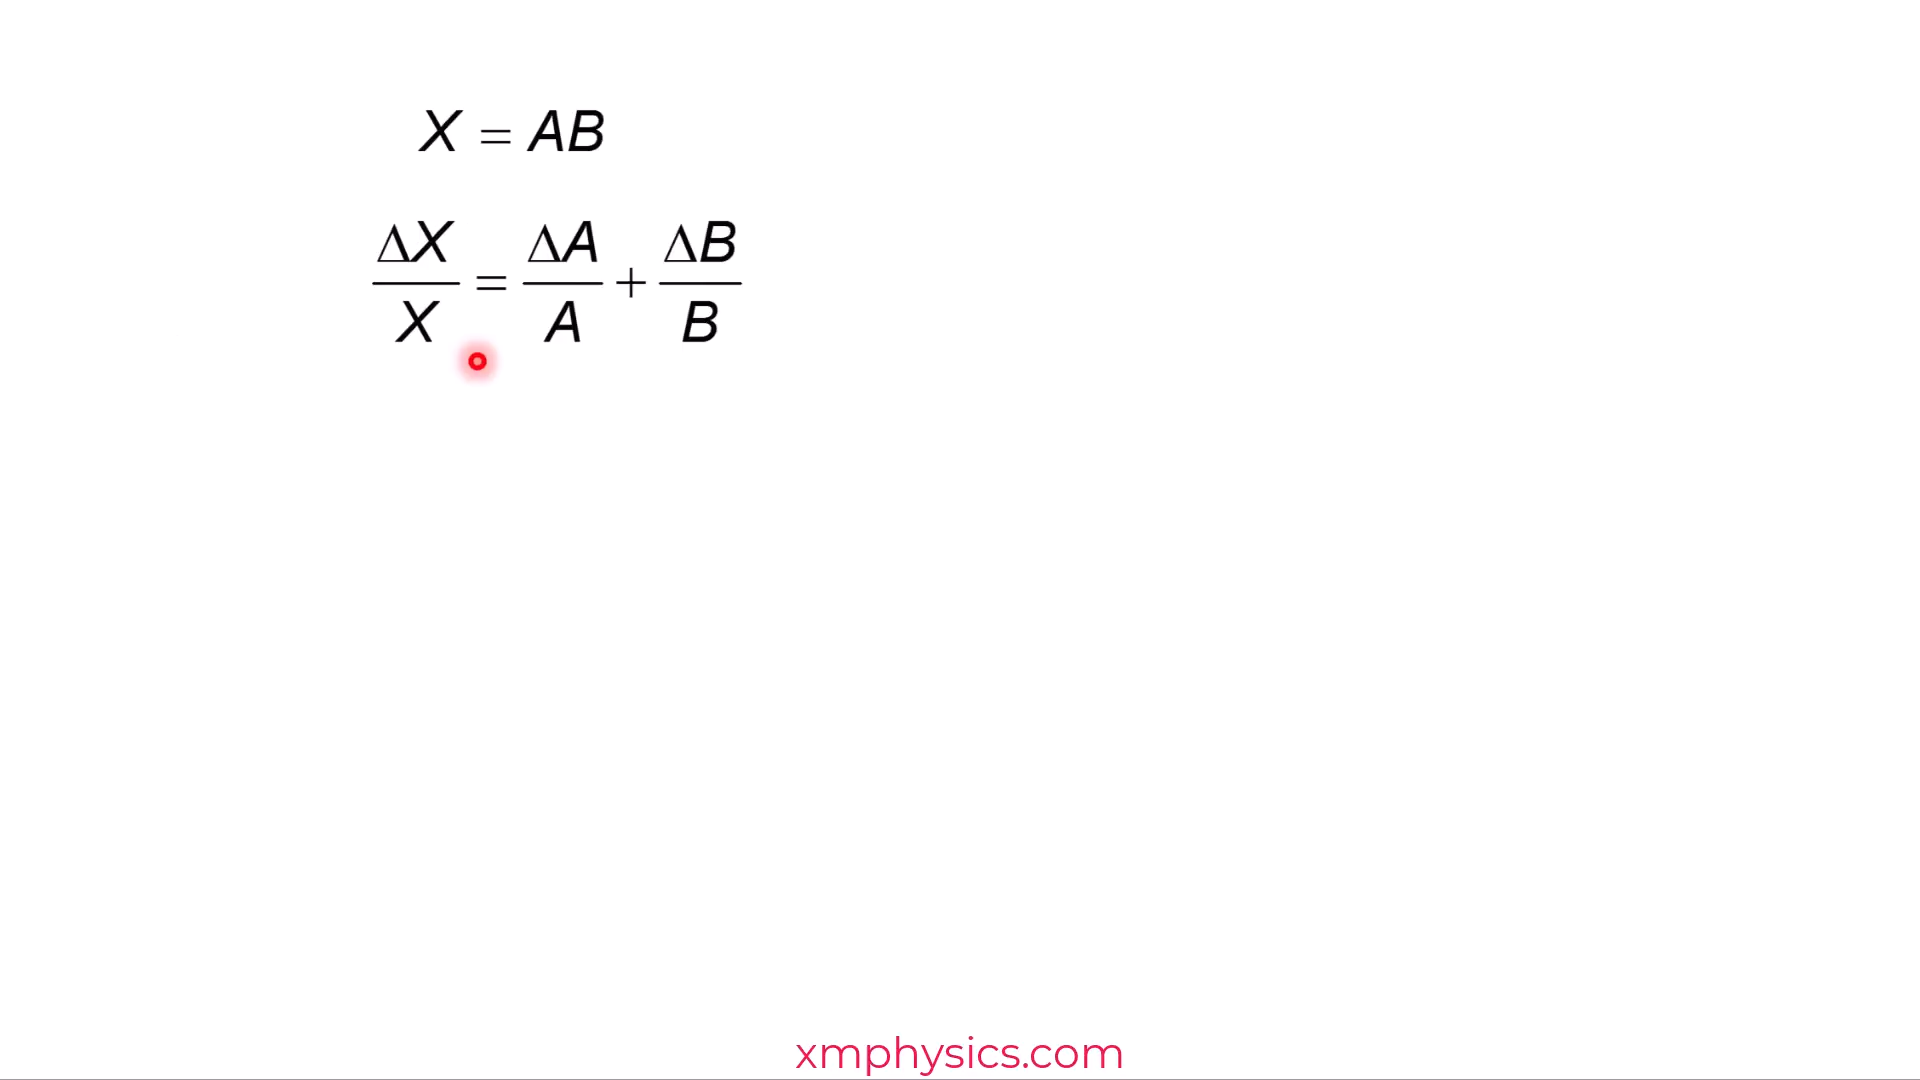 X = AB
ΔX/X = ΔA/A + ΔB/B
xmphysics.com